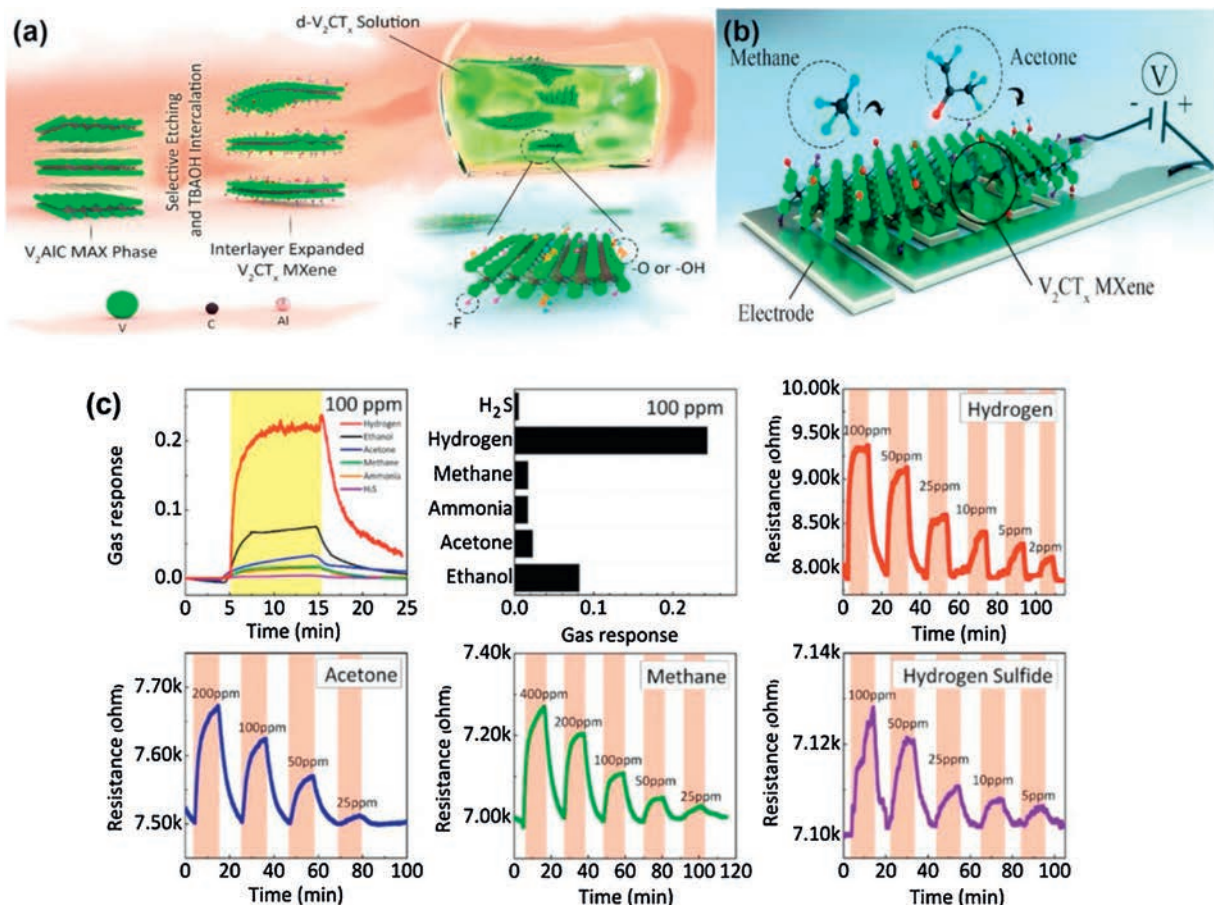 (a)
d-V₂CTₓ Solution
Selective Etching
and TBAOH Intercalation
V₂AlC MAX Phase
Interlayer Expanded
V₂CTₓ MXene
-O or -OH
-F
V
C
Al
(b)
Methane
Acetone
V
- +
V₂CTₓ MXene
Electrode
(c)
Gas response
0.2
0.1
0.0
100 ppm
Hydrogen
Ethanol
Acetone
Methane
Ammonia
H₂S
0 5 10 15 20 25
Time (min)
100 ppm
H₂S
Hydrogen
Methane
Ammonia
Acetone
Ethanol
0.0 0.1 0.2
Gas response
Resistance (ohm)
10.00k
9.50k
9.00k
8.50k
8.00k
Hydrogen
100ppm
50ppm
25ppm
10ppm
5ppm
2ppm
0 20 40 60 80 100
Time (min)
Resistance (ohm)
7.70k
7.60k
7.50k
Acetone
200ppm
100ppm
50ppm
25ppm
0 20 40 60 80 100
Time (min)
Resistance (ohm)
7.40k
7.20k
7.00k
Methane
400ppm
200ppm
100ppm
50ppm
25ppm
0 20 40 60 80 100 120
Time (min)
Resistance (ohm)
7.14k
7.12k
7.10k
Hydrogen Sulfide
100ppm
50ppm
25ppm
10ppm
5ppm
0 20 40 60 80 100
Time (min)